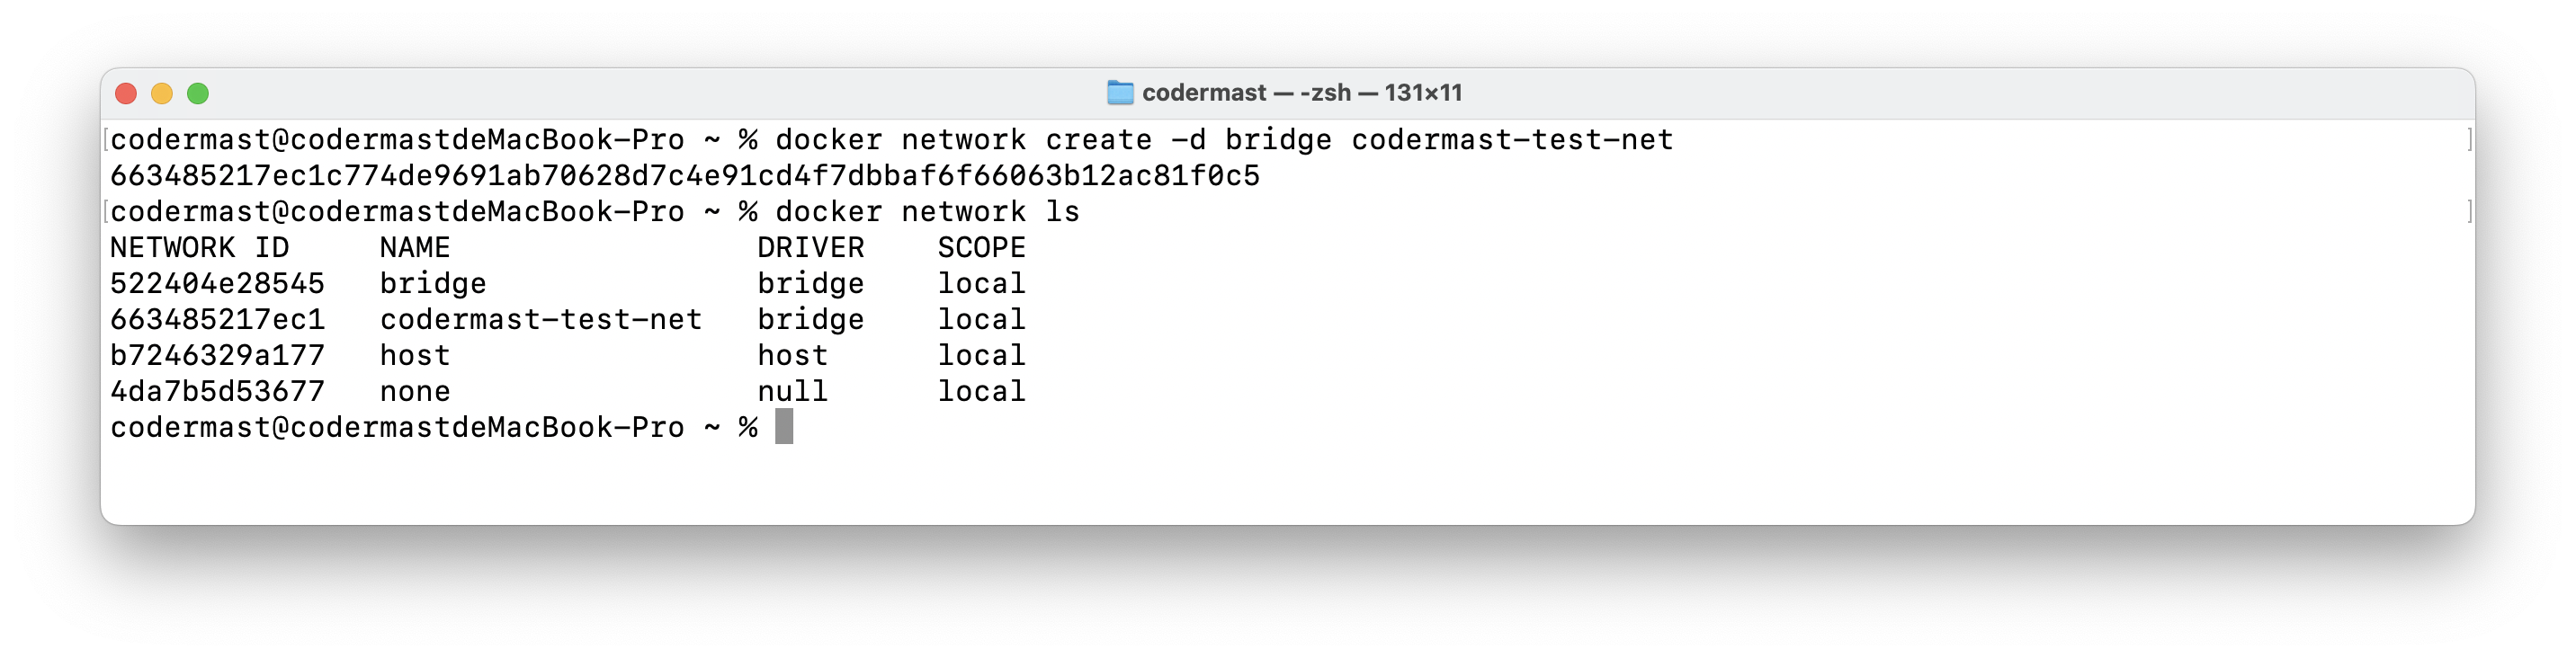 codermast — -zsh — 131×11
[codermast@codermastdeMacBook-Pro ~ % docker network create -d bridge codermast-test-net ]
663485217ec1c774de9691ab70628d7c4e91cd4f7dbbaf6f66063b12ac81f0c5
[codermast@codermastdeMacBook-Pro ~ % docker network ls ]
NETWORK ID     NAME                 DRIVER    SCOPE
522404e28545   bridge               bridge    local
663485217ec1   codermast-test-net   bridge    local
b7246329a177   host                 host      local
4da7b5d53677   none                 null      local
codermast@codermastdeMacBook-Pro ~ %